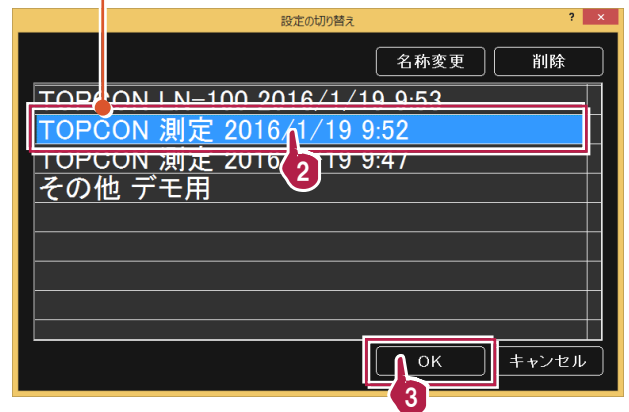 設定の切り替え ? ×
名称変更 削除
TOPCON LN-100 2016/1/19 9:53
TOPCON 測定 2016/1/19 9:52
TOPCON 測定 2016/1/19 9:47
2
その他 デモ用
OK キャンセル
3